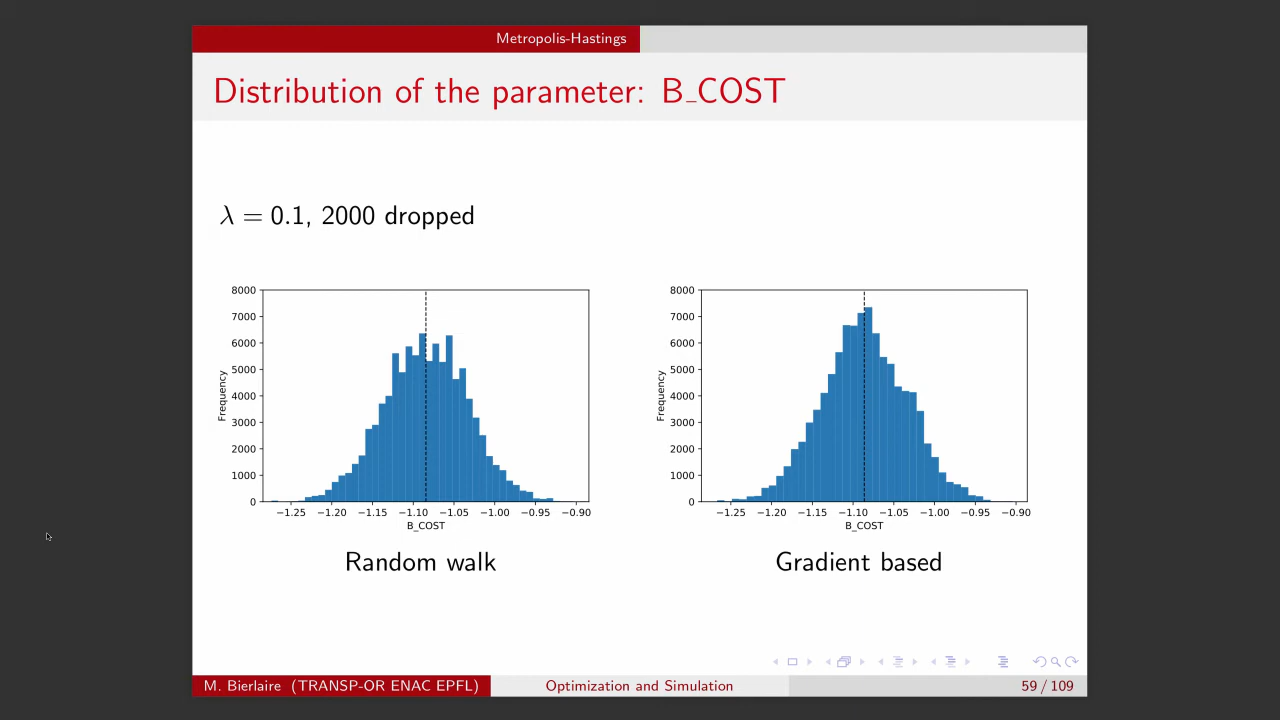 Metropolis-Hastings
Distribution of the parameter: B_COST
λ = 0.1, 2000 dropped
8000
7000
6000
5000
4000
3000
2000
1000
0
Frequency
−1.25 −1.20 −1.15 −1.10 −1.05 −1.00 −0.95 −0.90
B_COST
Random walk
8000
7000
6000
5000
4000
3000
2000
1000
0
Frequency
−1.25 −1.20 −1.15 −1.10 −1.05 −1.00 −0.95 −0.90
B_COST
Gradient based
M. Bierlaire (TRANSP-OR ENAC EPFL) Optimization and Simulation 59 / 109